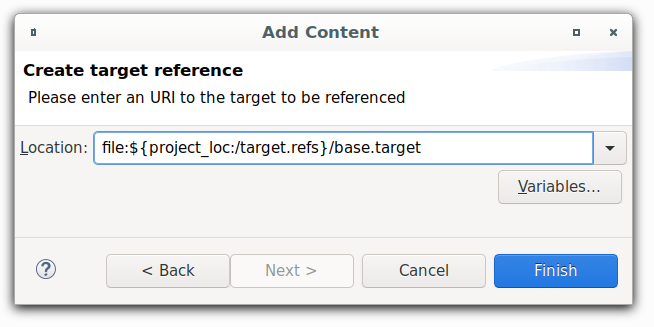 Add Content
Create target reference
Please enter an URI to the target to be referenced
Location: file:${project_loc:/target.refs}/base.target
Variables...
? < Back Next > Cancel Finish